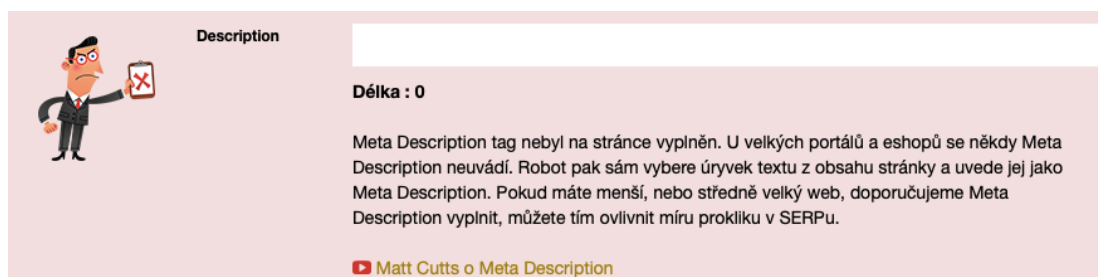 Description
Délka : 0
Meta Description tag nebyl na stránce vyplněn. U velkých portálů a eshopů se někdy Meta
Description neuvádí. Robot pak sám vybere úryvek textu z obsahu stránky a uvede jej jako
Meta Description. Pokud máte menší, nebo středně velký web, doporučujeme Meta
Description vyplnit, můžete tím ovlivnit míru prokliku v SERPu.
Matt Cutts o Meta Description